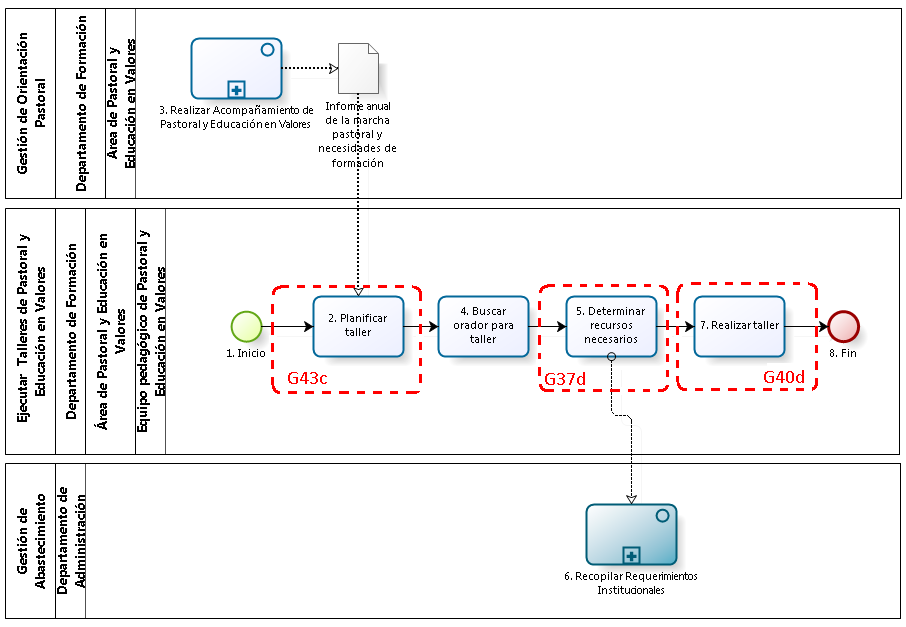 Gestión de Orientación
Pastoral
Departamento de Formación
Área de Pastoral y
Educación en Valores
3. Realizar Acompañamiento de
Pastoral y Educación en Valores
Informe anual
de la marcha
pastoral y
necesidades de
formación
Ejecutar Talleres de Pastoral y
Educación en Valores
Departamento de Formación
Área de Pastoral y Educación en
Valores
Equipo pedagógico de Pastoral y
Educación en Valores
1. Inicio
2. Planificar
taller
G43c
4. Buscar
orador para
taller
5. Determinar
recursos
necesarios
G37d
7. Realizar taller
G40d
8. Fin
Gestión de
Abastecimiento
Departamento de
Administración
6. Recopilar Requerimientos
Institucionales